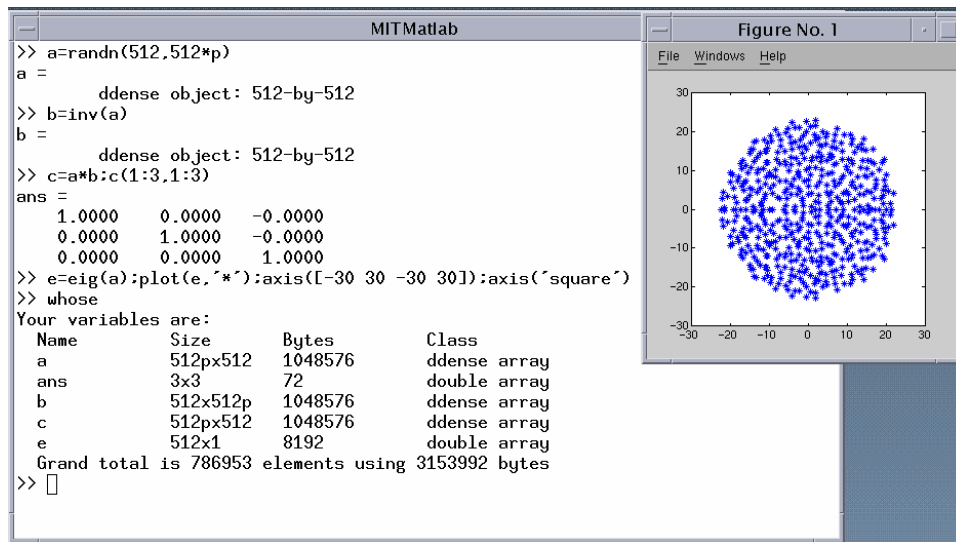 MITMatlab
>> a=randn(512,512*p)
a =
ddense object: 512-by-512
>> b=inv(a)
b =
ddense object: 512-by-512
>> c=a*b;c(1:3,1:3)
ans =
1.0000 0.0000 -0.0000
0.0000 1.0000 -0.0000
0.0000 0.0000 1.0000
>> e=eig(a);plot(e,´*´);axis([-30 30 -30 30]);axis(´square´)
>> whose
Your variables are:
Name Size Bytes Class
a 512px512 1048576 ddense array
ans 3x3 72 double array
b 512x512p 1048576 ddense array
c 512px512 1048576 ddense array
e 512x1 8192 double array
Grand total is 786953 elements using 3153992 bytes
>>
Figure No. 1
File Windows Help
30
20
10
0
-10
-20
-30
-30 -20 -10 0 10 20 30